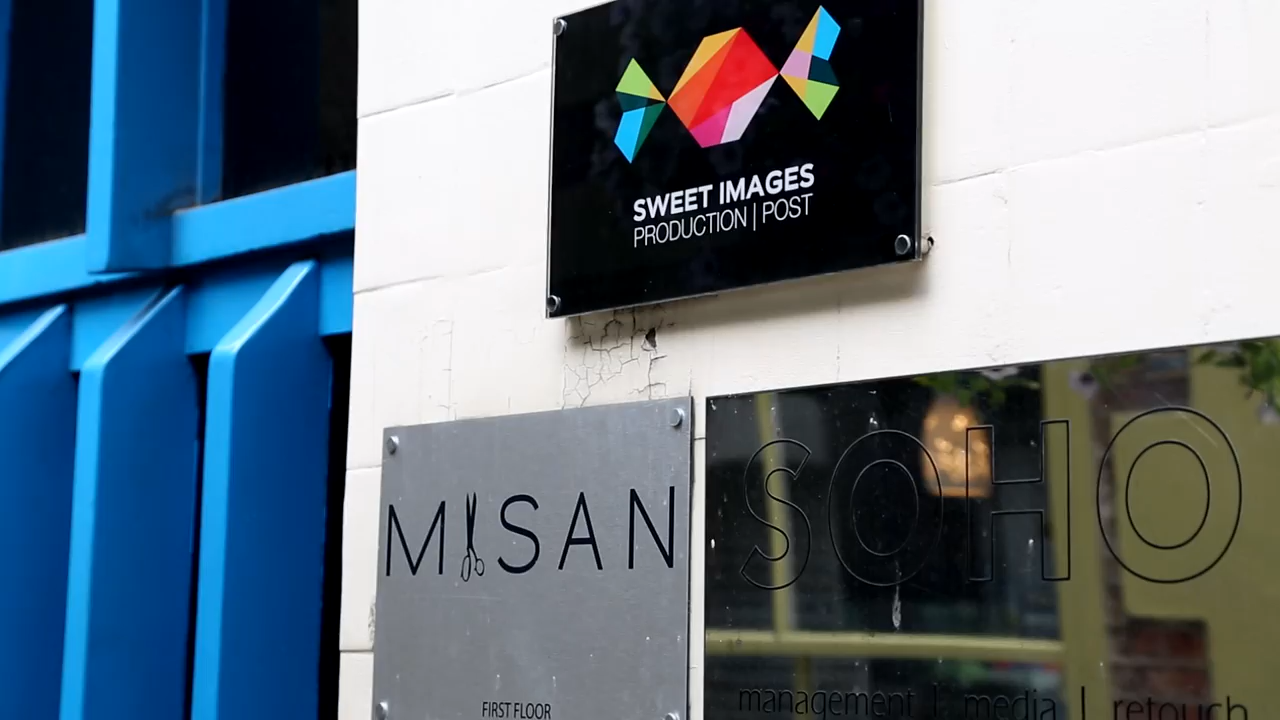 SWEET IMAGES
PRODUCTION | POST
MISAN
FIRST FLOOR
SOHO
management | media | retouch